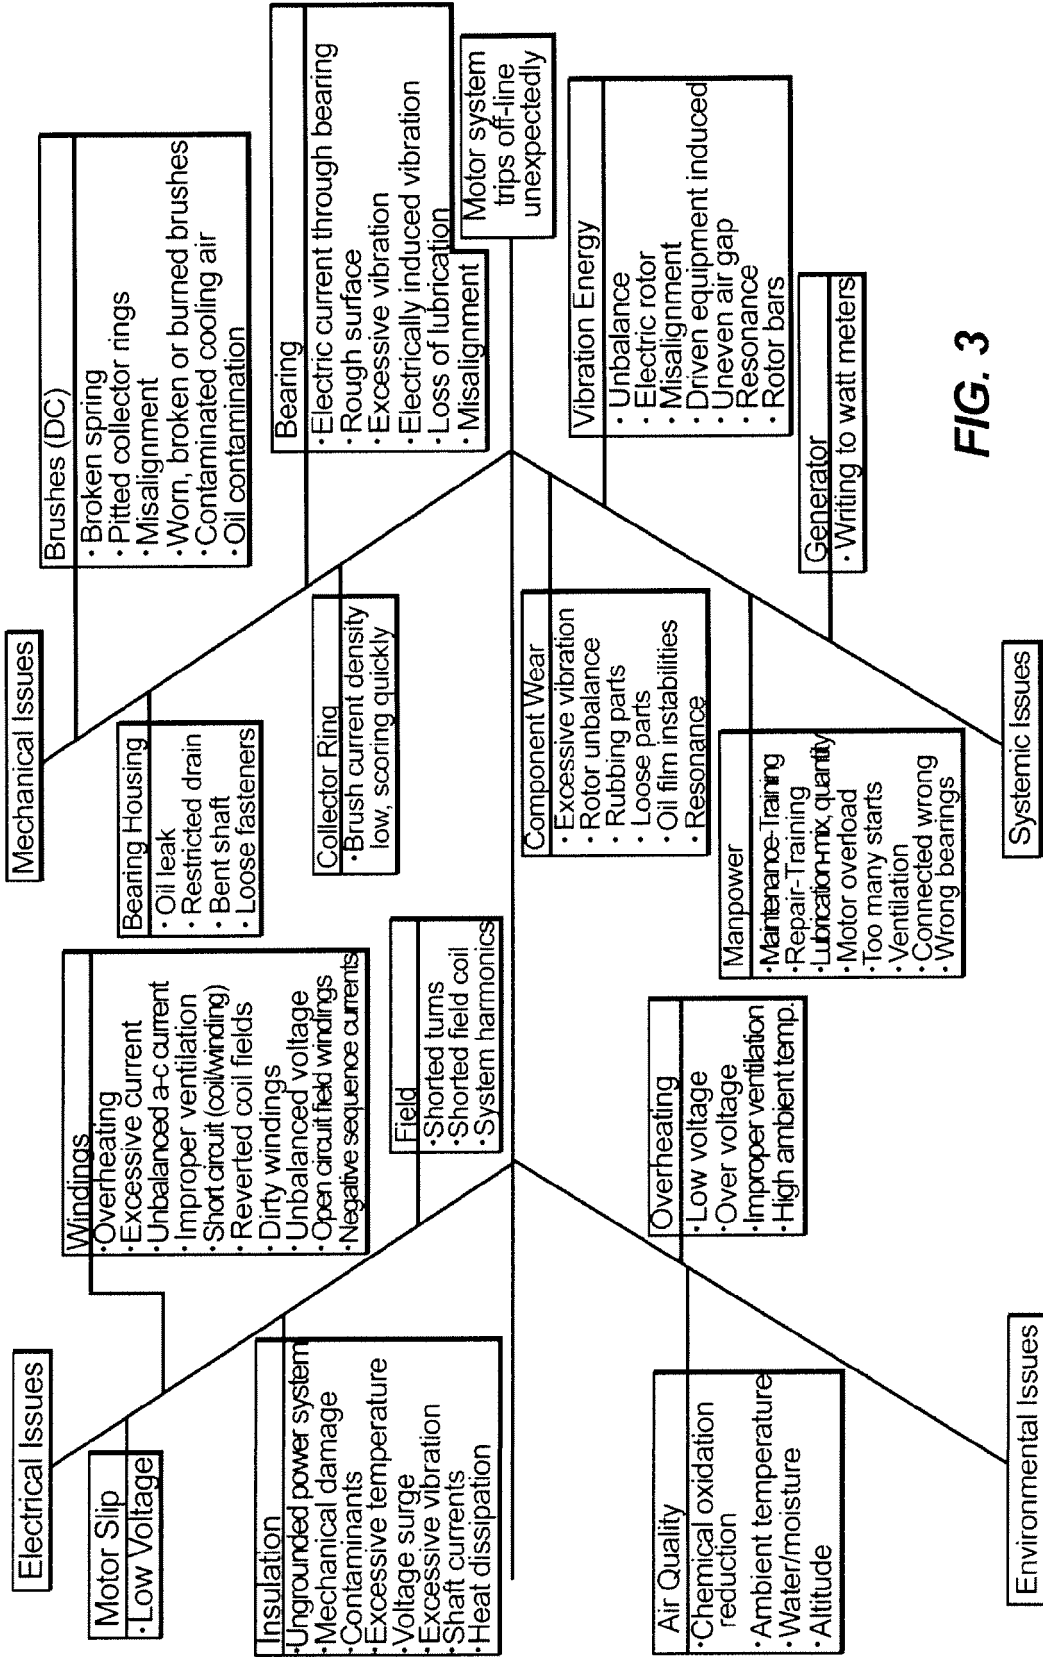 Electrical Issues
Motor Slip
· Low Voltage
Windings
· Overheating
· Excessive current
· Unbalanced a-c current
· Improper ventilation
· Short circuit (coil/winding)
· Reverted coil fields
· Dirty windings
· Unbalanced voltage
· Open circuit field windings
· Negative sequence currents
Insulation
· Ungrounded power system
· Mechanical damage
· Contaminants
· Excessive temperature
· Voltage surge
· Excessive vibration
· Shaft currents
· Heat dissipation
Field
· Shorted turns
· Shorted field coil
· System harmonics
Mechanical Issues
Brushes (DC)
· Broken spring
· Pitted collector rings
· Misalignment
· Worn, broken or burned brushes
· Contaminated cooling air
· Oil contamination
Bearing Housing
· Oil leak
· Restricted drain
· Bent shaft
· Loose fasteners
Bearing
· Electric current through bearing
· Rough surface
· Excessive vibration
· Electrically induced vibration
· Loss of lubrication
· Misalignment
Collector Ring
· Brush current density
low, scoring quickly
Motor system
trips off-line
unexpectedly
Environmental Issues
Air Quality
· Chemical oxidation
reduction
· Ambient temperature
· Water/moisture
· Altitude
Overheating
· Low voltage
· Over voltage
· Improper ventilation
· High ambient temp.
Systemic Issues
Component Wear
· Excessive vibration
· Rotor unbalance
· Rubbing parts
· Loose parts
· Oil film instabilities
· Resonance
Vibration Energy
· Unbalance
· Electric rotor
· Misalignment
· Driven equipment induced
· Uneven air gap
· Resonance
· Rotor bars
Manpower
· Maintenance-Training
· Repair-Training
· Lubrication-mix, quantity
· Motor overload
· Too many starts
· Ventilation
· Connected wrong
· Wrong bearings
Generator
· Writing to watt meters
FIG. 3